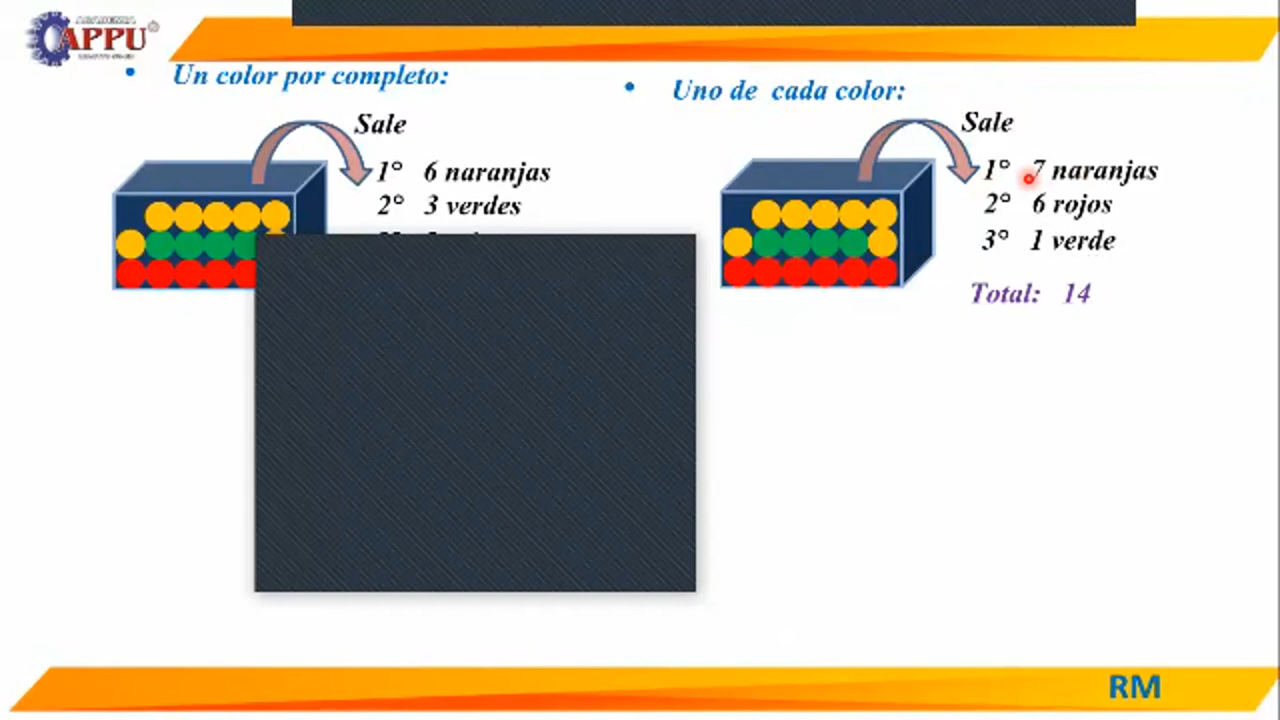 ACADEMIA
APPU
Un color por completo:
Sale
1° 6 naranjas
2° 3 verdes
Uno de cada color:
Sale
1° 7 naranjas
2° 6 rojos
3° 1 verde
Total: 14
RM